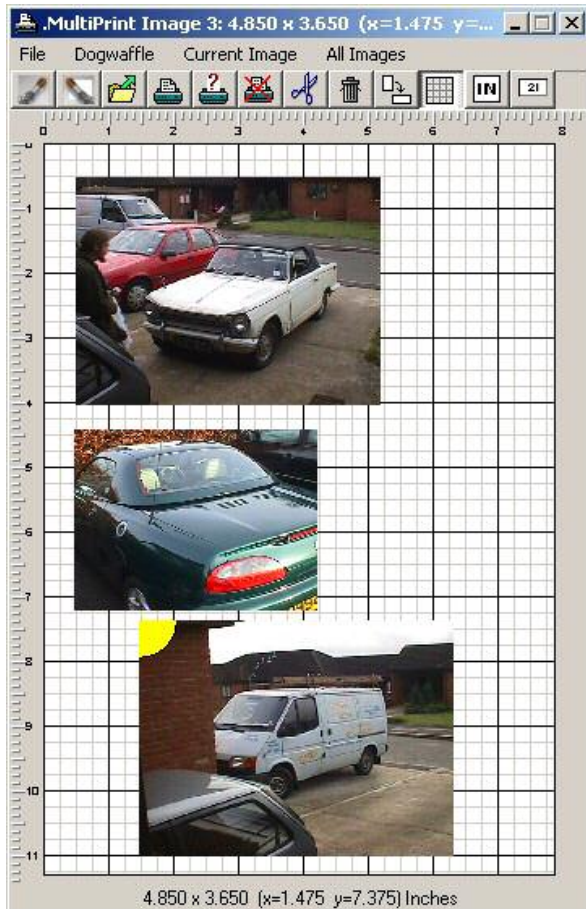 .MultiPrint Image 3: 4.850 x 3.650 (x=1.475 y=...
File Dogwaffle Current Image All Images
IN 21
0 1 2 3 4 5 6 7 8
0
1
2
3
4
5
6
7
8
9
10
11
4.850 x 3.650 (x=1.475 y=7.375) Inches